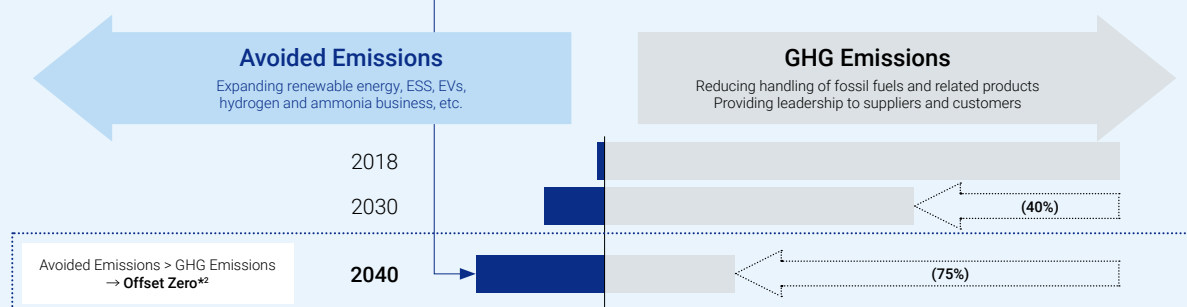 Avoided Emissions
Expanding renewable energy, ESS, EVs,
hydrogen and ammonia business, etc.
GHG Emissions
Reducing handling of fossil fuels and related products
Providing leadership to suppliers and customers
2018
2030
(40%)
Avoided Emissions > GHG Emissions
→ Offset Zero*²
2040
(75%)